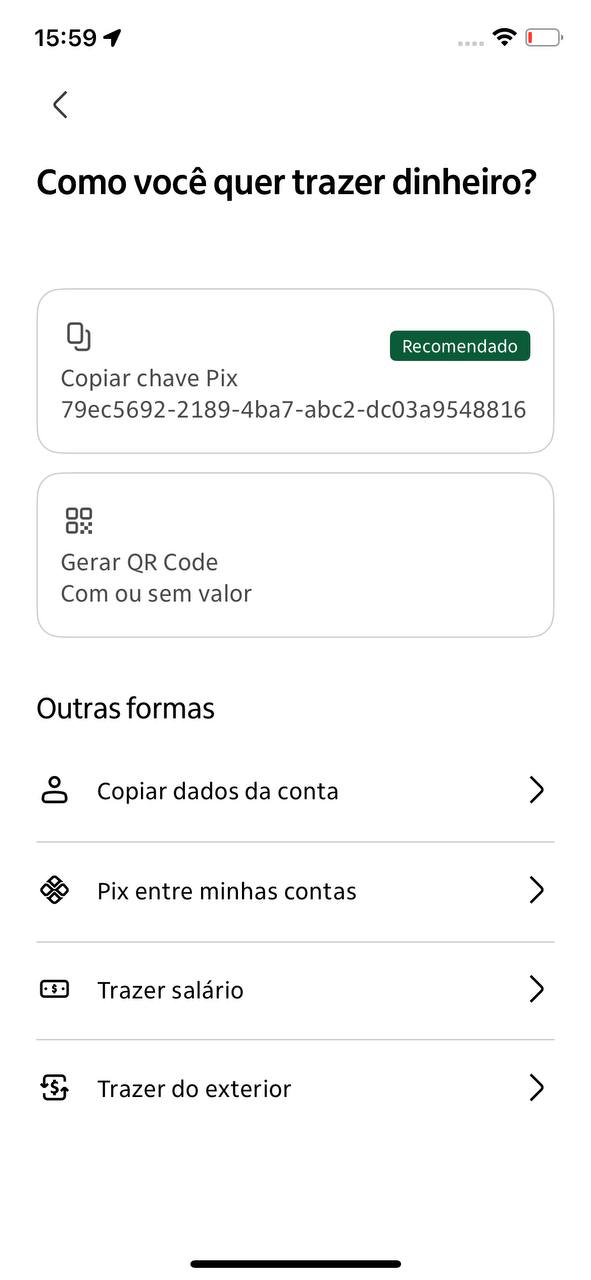 15:59
Como você quer trazer dinheiro?
Recomendado
Copiar chave Pix
79ec5692-2189-4ba7-abc2-dc03a9548816
Gerar QR Code
Com ou sem valor
Outras formas
Copiar dados da conta
Pix entre minhas contas
Trazer salário
Trazer do exterior